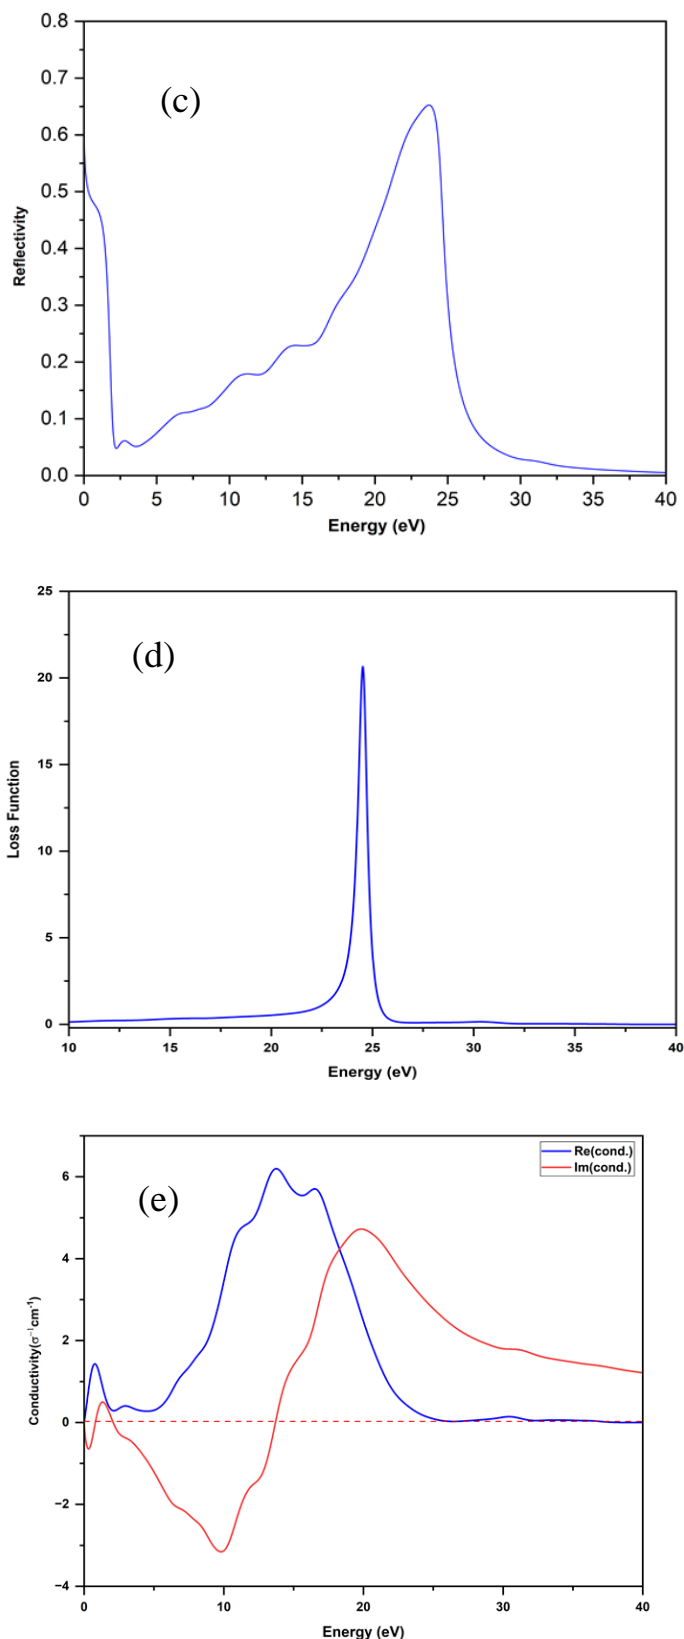 0.8
0.7
(c)
0.6
0.5
0.4
0.3
0.2
0.1
0.0
Reflectivity
0 5 10 15 20 25 30 35 40
Energy (eV)
25
(d)
20
15
10
5
0
Loss Function
10 15 20 25 30 35 40
Energy (eV)
Re(cond.)
Im(cond.)
6
(e)
4
2
0
−2
−4
Conductivity(σ⁻¹cm⁻¹)
0 10 20 30 40
Energy (eV)